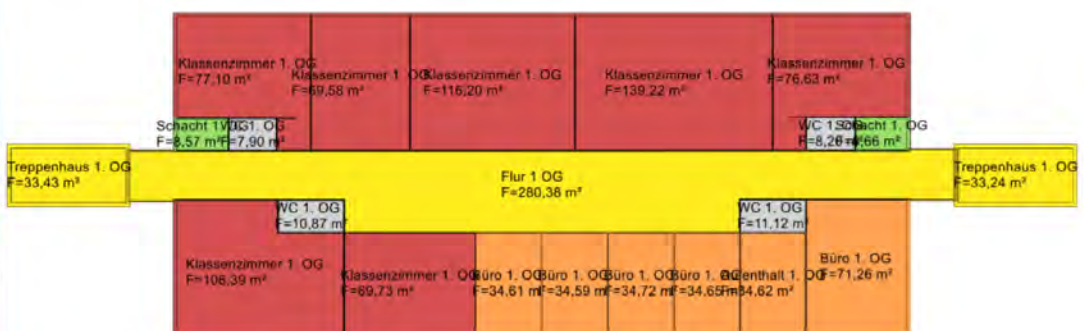 Klassenzimmer 1. OG
F=77,10 m²
Klassenzimmer 1. OG
F=69,58 m²
Klassenzimmer 1. OG
F=116,20 m²
Klassenzimmer 1. OG
F=139,22 m²
Klassenzimmer 1. OG
F=76,63 m²
Schacht 1. OG
F=8,57 m²
WC 1. OG
F=7,90 m²
WC 1. OG
Schacht 1. OG
Treppenhaus 1. OG
F=33,43 m²
Flur 1 OG
F=280,38 m²
Treppenhaus 1. OG
F=33,24 m²
WC 1. OG
F=10,87 m²
WC 1. OG
F=11,12 m²
Klassenzimmer 1. OG
Klassenzimmer 1. OG
F=69,73 m²
Büro 1. OG
F=34,61 m²
Büro 1. OG
F=34,59 m²
Büro 1. OG
F=34,72 m²
Büro 1. OG
F=34,65 m²
1. OG
F=34,62 m²
Büro 1. OG
F=71,26 m²